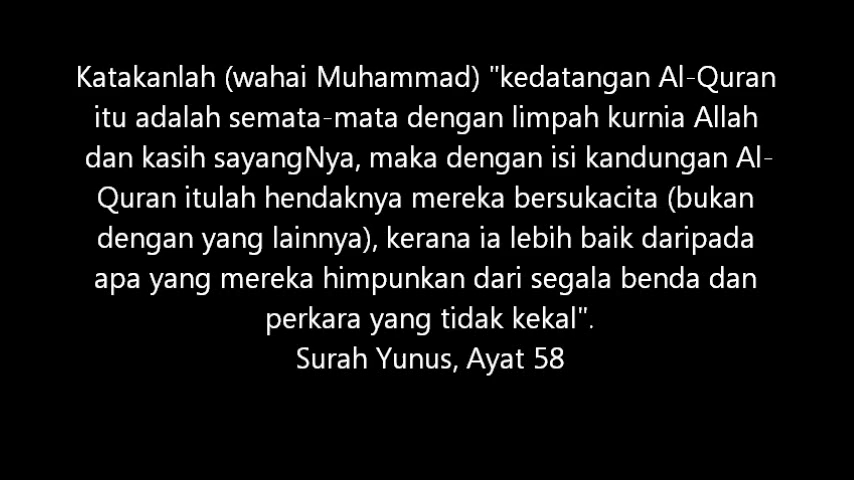 Katakanlah (wahai Muhammad) "kedatangan Al-Quran
itu adalah semata-mata dengan limpah kurnia Allah
dan kasih sayangNya, maka dengan isi kandungan Al-
Quran itulah hendaknya mereka bersukacita (bukan
dengan yang lainnya), kerana ia lebih baik daripada
apa yang mereka himpunkan dari segala benda dan
perkara yang tidak kekal".
Surah Yunus, Ayat 58